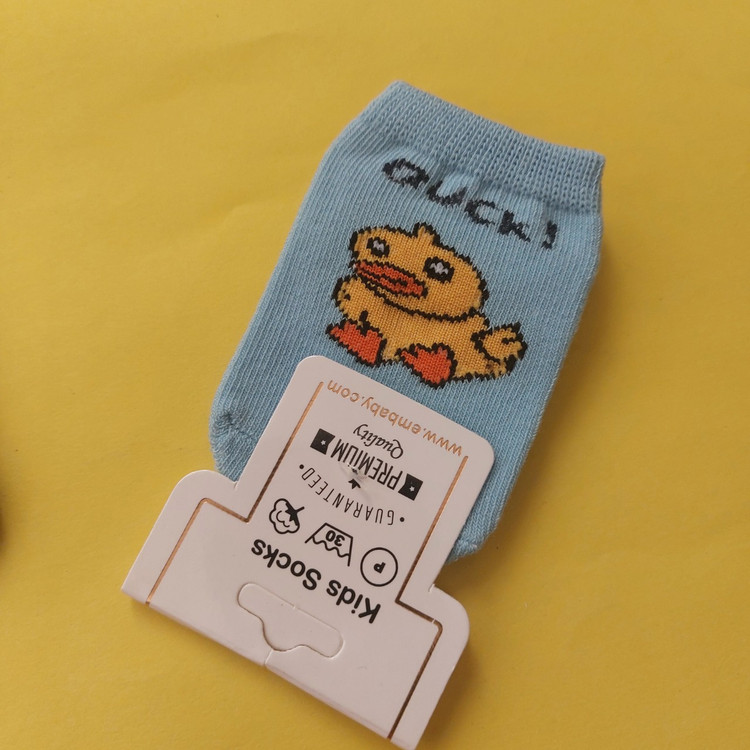 QUCK!
Kids Socks
P 30
GUARANTEED
PREMIUM
Quality
www.embaby.com